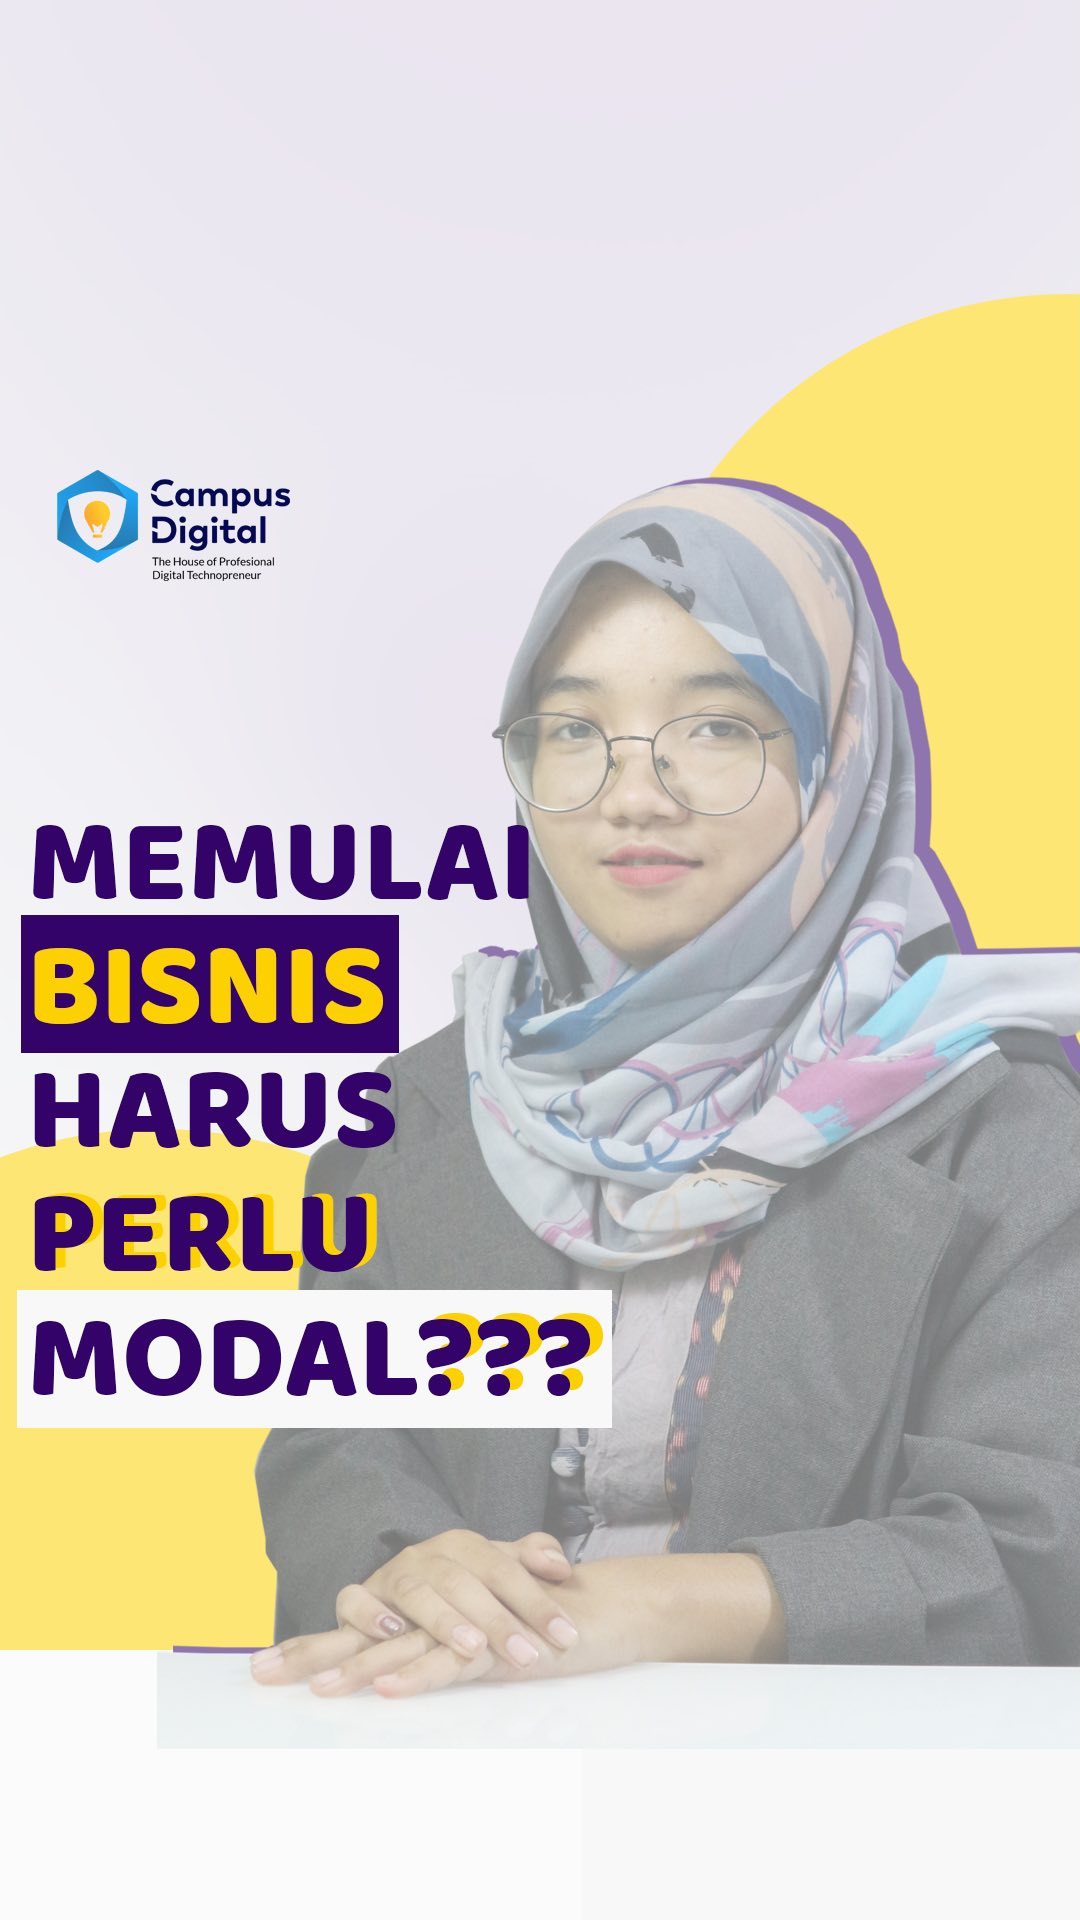 Campus
Digital
The House of Profesional
Digital Technopreneur
MEMULAI
BISNIS
HARUS
PERLU
MODAL???